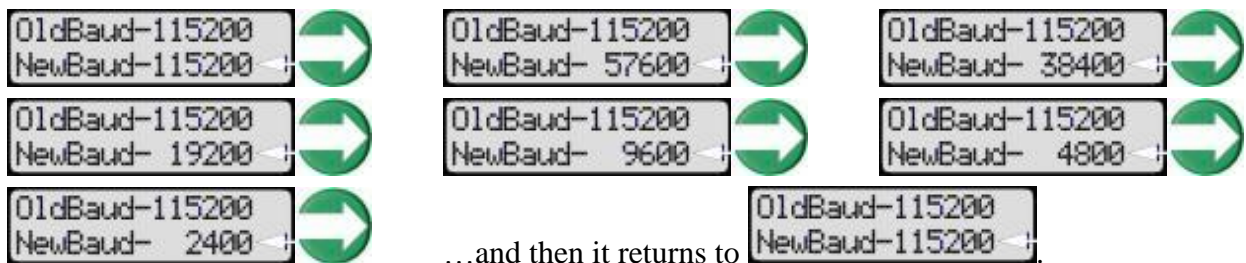 OldBaud-115200
NewBaud-115200
OldBaud-115200
NewBaud- 57600
OldBaud-115200
NewBaud- 38400
OldBaud-115200
NewBaud- 19200
OldBaud-115200
NewBaud- 9600
OldBaud-115200
NewBaud- 4800
OldBaud-115200
NewBaud- 2400
…and then it returns to
OldBaud-115200
NewBaud-115200
.